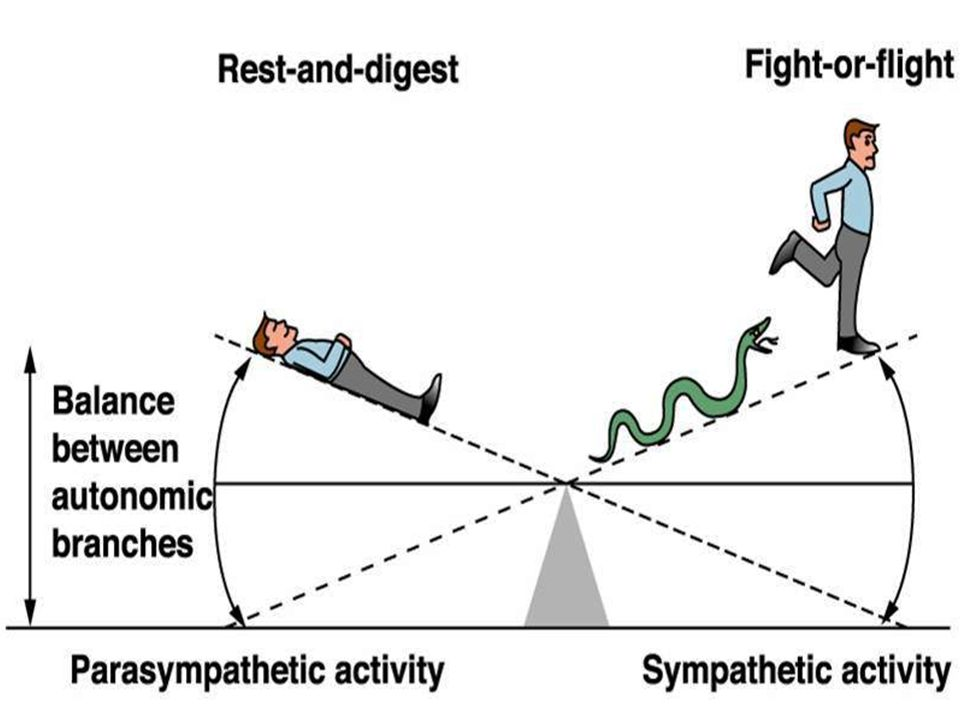 Rest-and-digest
Fight-or-flight
Balance
between
autonomic
branches
Parasympathetic activity
Sympathetic activity